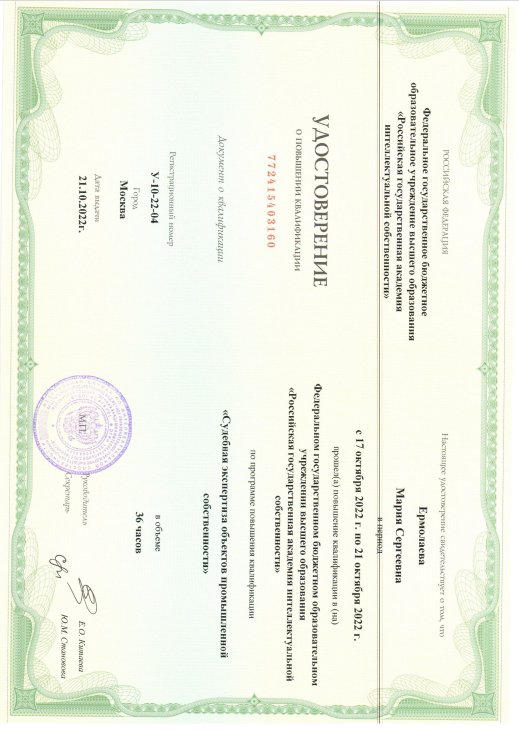 РОССИЙСКАЯ ФЕДЕРАЦИЯ
Федеральное государственное бюджетное
образовательное учреждение высшего образования
«Российская государственная академия
интеллектуальной собственности»
УДОСТОВЕРЕНИЕ
О ПОВЫШЕНИИ КВАЛИФИКАЦИИ
772415403160
Документ о квалификации
Регистрационный номер
У-10-22-04
Город
Москва
Дата выдачи
21.10.2022г.
Настоящее удостоверение свидетельствует о том, что
Ермолаева
Мария Сергеевна
в период
с 17 октября 2022 г. по 21 октября 2022 г.
прошел(а) повышение квалификации в (на)
Федеральном государственном бюджетном образовательном
учреждении высшего образования
«Российская государственная академия интеллектуальной
собственности»
по программе повышения квалификации
«Судебная экспертиза объектов промышленной
собственности»
в объеме
36 часов
М.П.
Руководитель
Е.О. Китаева
Секретарь
Ю.М. Становова